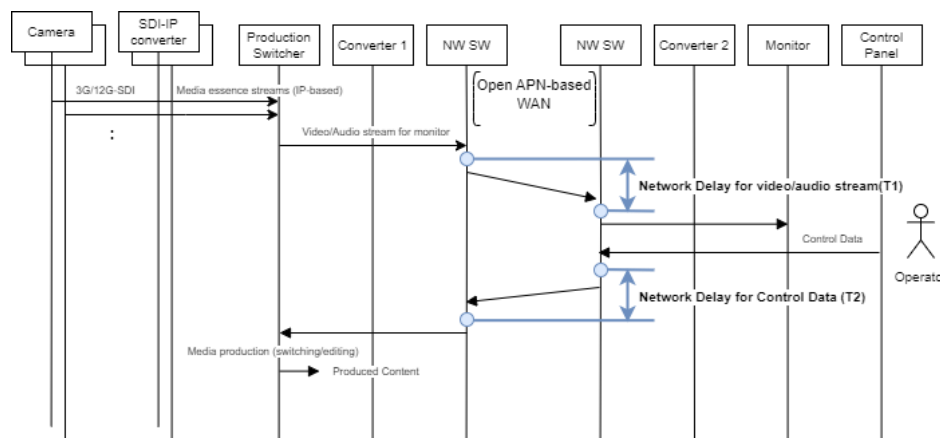 Camera
SDI-IP
converter
Production
Switcher
Converter 1
NW SW
NW SW
Converter 2
Monitor
Control
Panel
Open APN-based
WAN
3G/12G-SDI
Media essence streams (IP-based)
:
Video/Audio stream for monitor
Network Delay for video/audio stream(T1)
Control Data
Operato
Network Delay for Control Data (T2)
Media production (switching/editing)
Produced Content